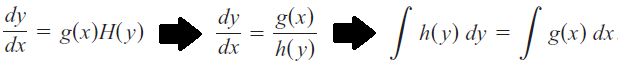 dy/dx = g(x)H(y) ➡ dy/dx = g(x)/h(y) ➡ ∫ h(y) dy = ∫ g(x) dx.